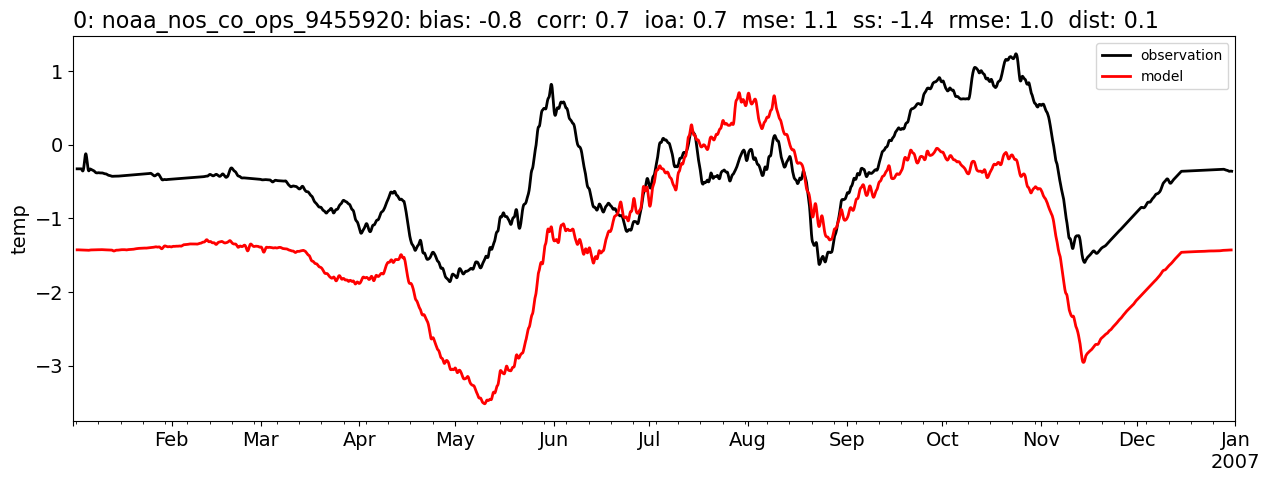 0: noaa_nos_co_ops_9455920: bias: -0.8  corr: 0.7  ioa: 0.7  mse: 1.1  ss: -1.4  rmse: 1.0  dist: 0.1
observation
model
temp
1
0
−1
−2
−3
Feb Mar Apr May Jun Jul Aug Sep Oct Nov Dec Jan
2007